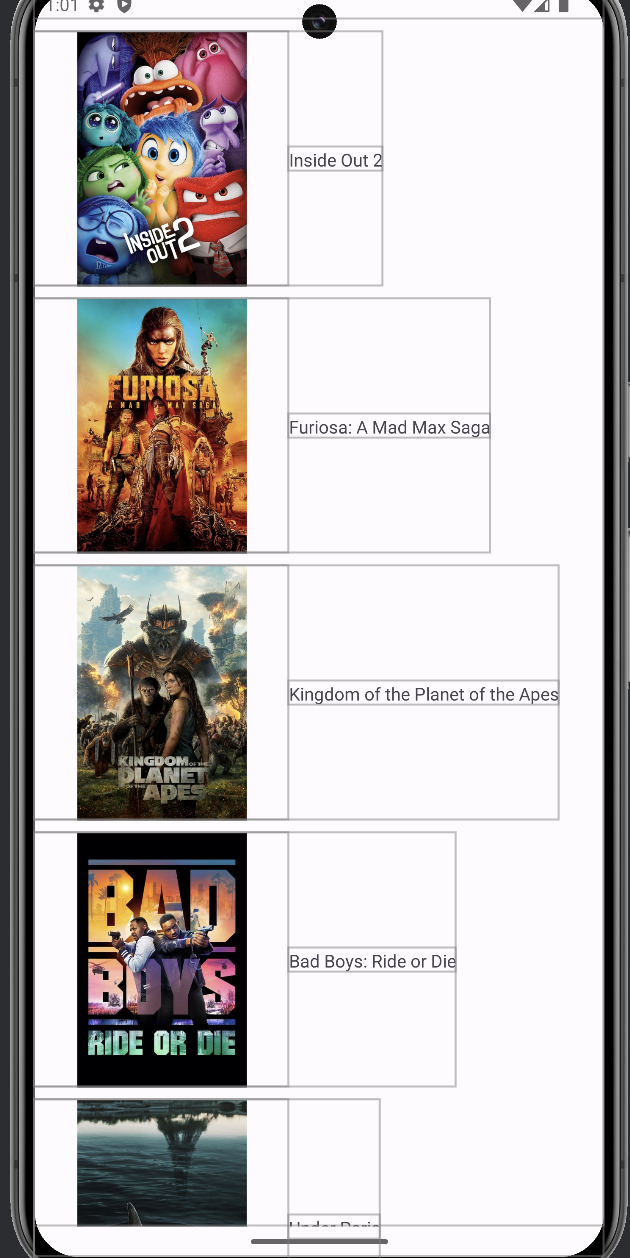 1:01
INSIDE OUT 2
Inside Out 2
FURIOSA
A MAD MAX SAGA
Furiosa: A Mad Max Saga
KINGDOM OF THE
PLANET
OF THE APES
Kingdom of the Planet of the Apes
BAD
BOYS
RIDE OR DIE
Bad Boys: Ride or Die